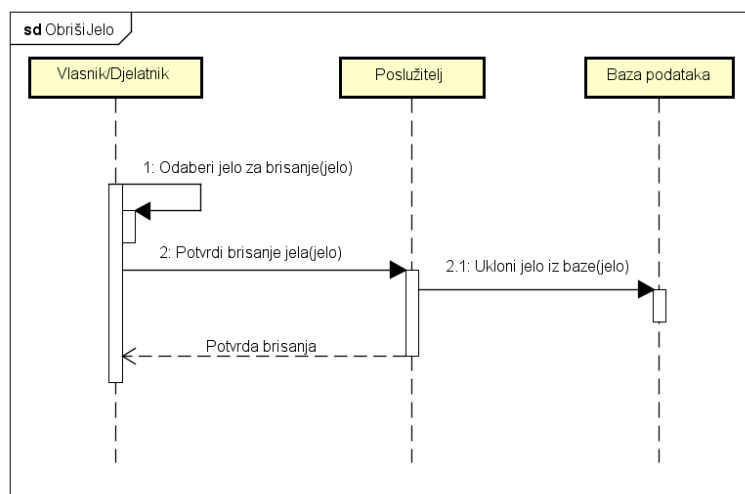 sd ObrišiJelo
Vlasnik/Djelatnik
Poslužitelj
Baza podataka
1: Odaberi jelo za brisanje(jelo)
2: Potvrdi brisanje jela(jelo)
2.1: Ukloni jelo iz baze(jelo)
Potvrda brisanja